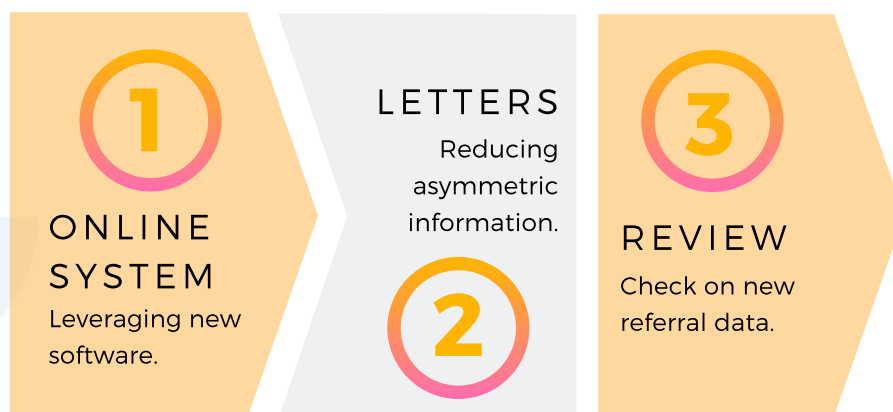 1
ONLINE
SYSTEM
Leveraging new
software.
LETTERS
Reducing
asymmetric
information.
2
3
REVIEW
Check on new
referral data.